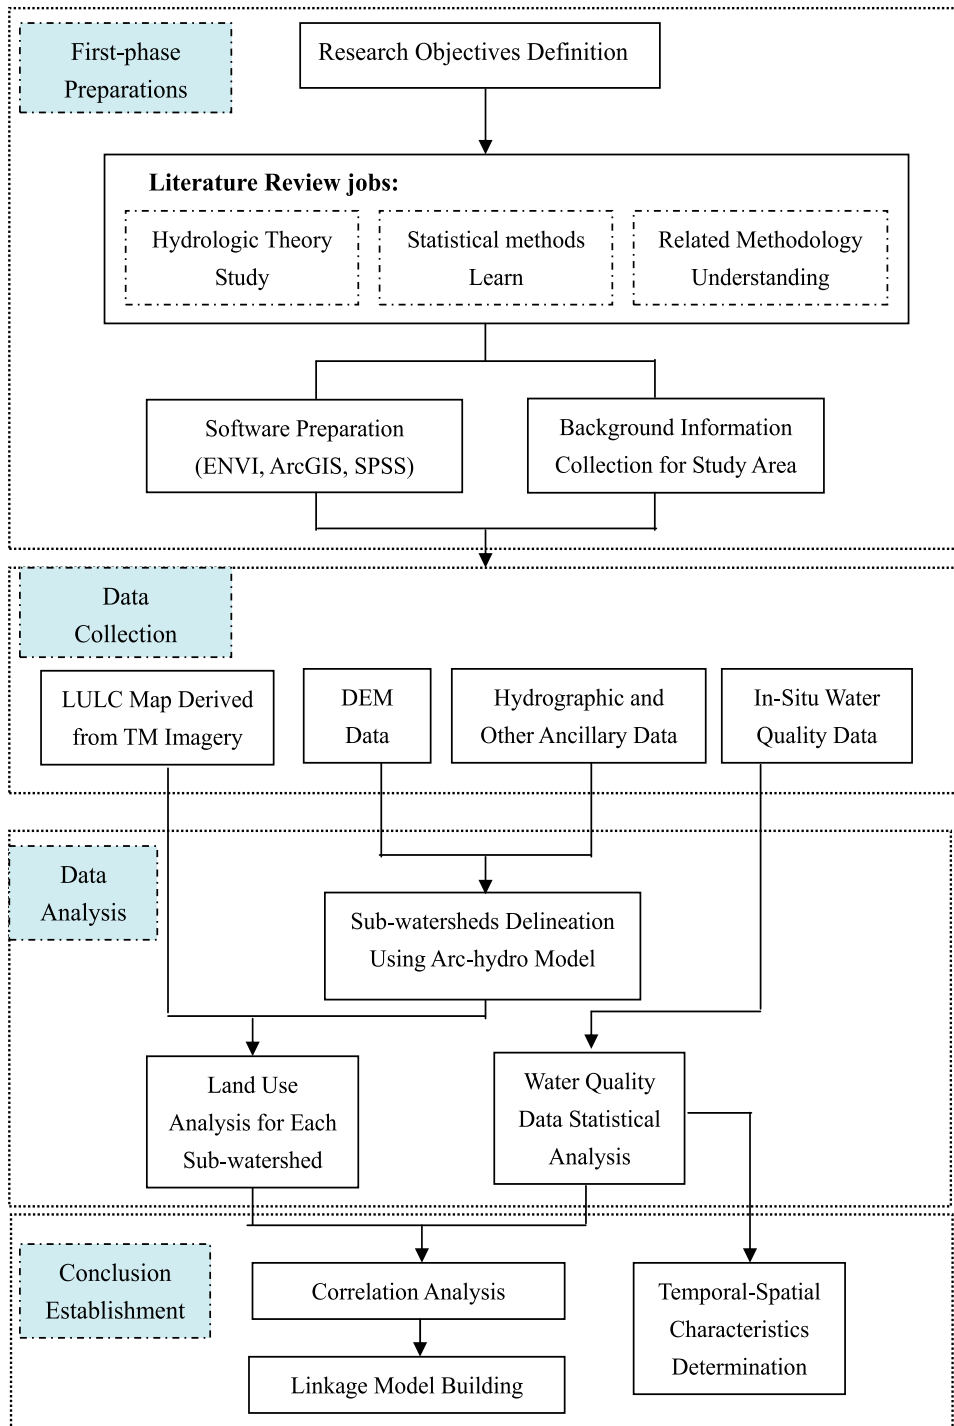 First-phase
Preparations
Research Objectives Definition
Literature Review jobs:
Hydrologic Theory
Study
Statistical methods
Learn
Related Methodology
Understanding
Software Preparation
(ENVI, ArcGIS, SPSS)
Background Information
Collection for Study Area
Data
Collection
LULC Map Derived
from TM Imagery
DEM
Data
Hydrographic and
Other Ancillary Data
In-Situ Water
Quality Data
Data
Analysis
Sub-watersheds Delineation
Using Arc-hydro Model
Land Use
Analysis for Each
Sub-watershed
Water Quality
Data Statistical
Analysis
Conclusion
Establishment
Correlation Analysis
Linkage Model Building
Temporal-Spatial
Characteristics
Determination